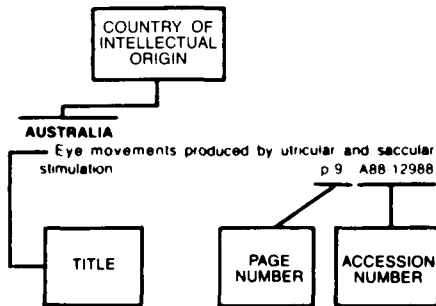 COUNTRY OF
INTELLECTUAL
ORIGIN
AUSTRALIA
Eye movements produced by utricular and saccular
stimulation p 9 A88-12988
TITLE
PAGE
NUMBER
ACCESSION
NUMBER